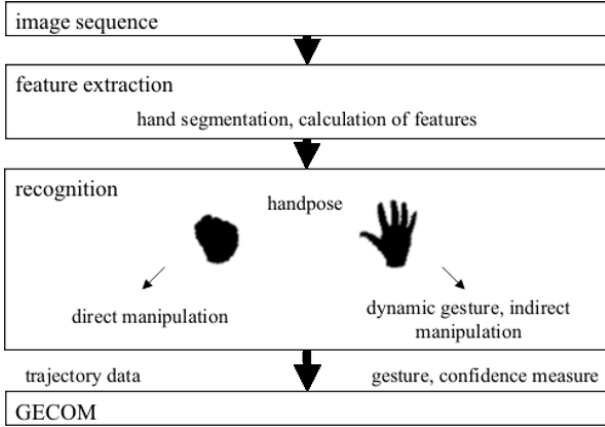 image sequence
feature extraction
hand segmentation, calculation of features
recognition
handpose
direct manipulation
dynamic gesture, indirect
manipulation
trajectory data
gesture, confidence measure
GECOM